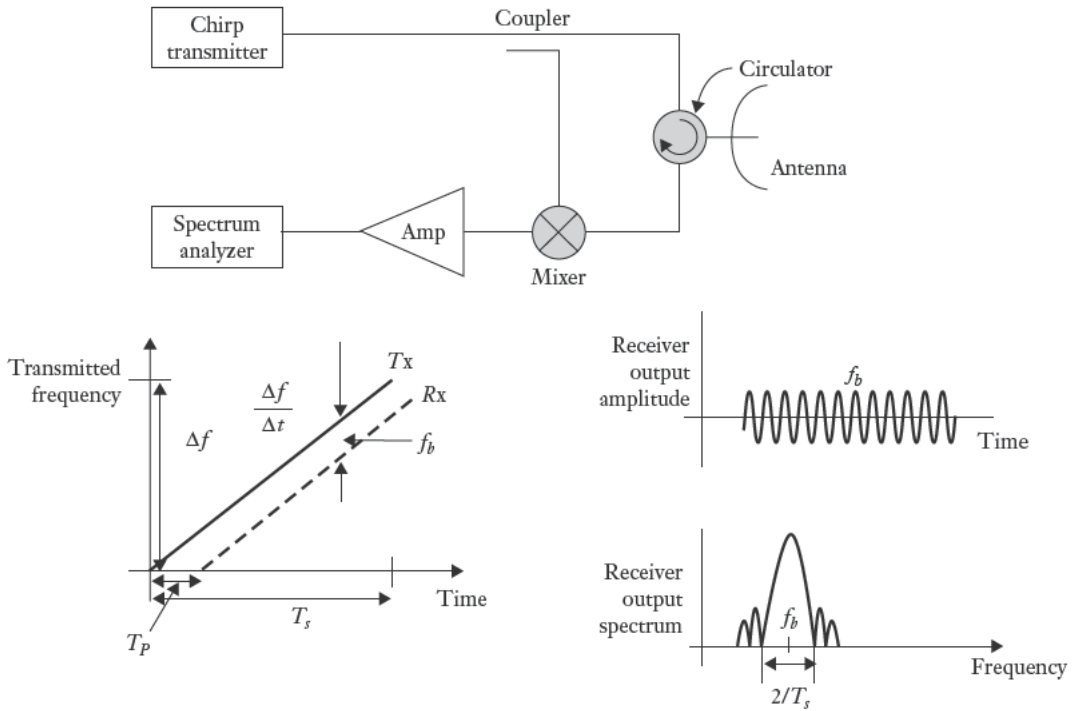 Coupler
Chirp
transmitter
Circulator
Antenna
Spectrum
analyzer
Amp
Mixer
Transmitted
frequency
Δf
Δf
Δt
Tx
Rx
f_b
Time
T_s
T_P
Receiver
output
amplitude
f_b
Time
Receiver
output
spectrum
f_b
Frequency
2/T_s